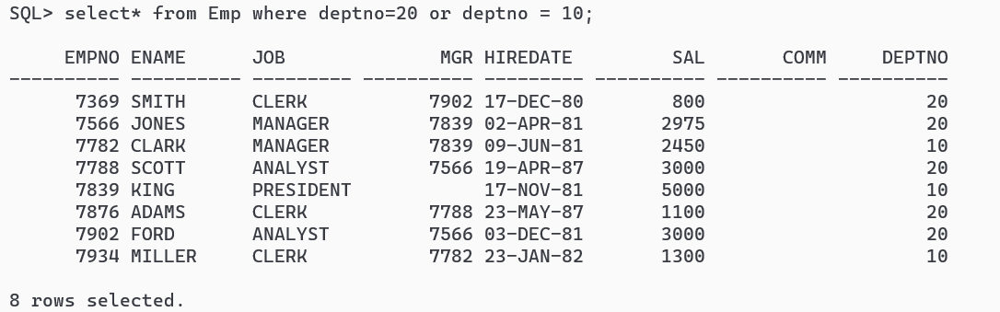 SQL> select* from Emp where deptno=20 or deptno = 10;
     EMPNO ENAME      JOB              MGR HIREDATE         SAL       COMM     DEPTNO
---------- ---------- --------- ---------- --------- ---------- ---------- ----------
      7369 SMITH      CLERK           7902 17-DEC-80        800                    20
      7566 JONES      MANAGER         7839 02-APR-81       2975                    20
      7782 CLARK      MANAGER         7839 09-JUN-81       2450                    10
      7788 SCOTT      ANALYST         7566 19-APR-87       3000                    20
      7839 KING       PRESIDENT            17-NOV-81       5000                    10
      7876 ADAMS      CLERK           7788 23-MAY-87       1100                    20
      7902 FORD       ANALYST         7566 03-DEC-81       3000                    20
      7934 MILLER     CLERK           7782 23-JAN-82       1300                    10
8 rows selected.